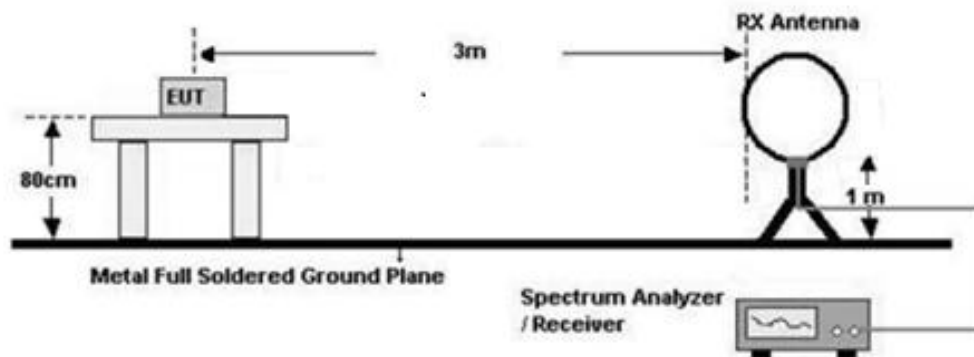 RX Antenna
3m
EUT
80cm
1 m
Metal Full Soldered Ground Plane
Spectrum Analyzer
/ Receiver